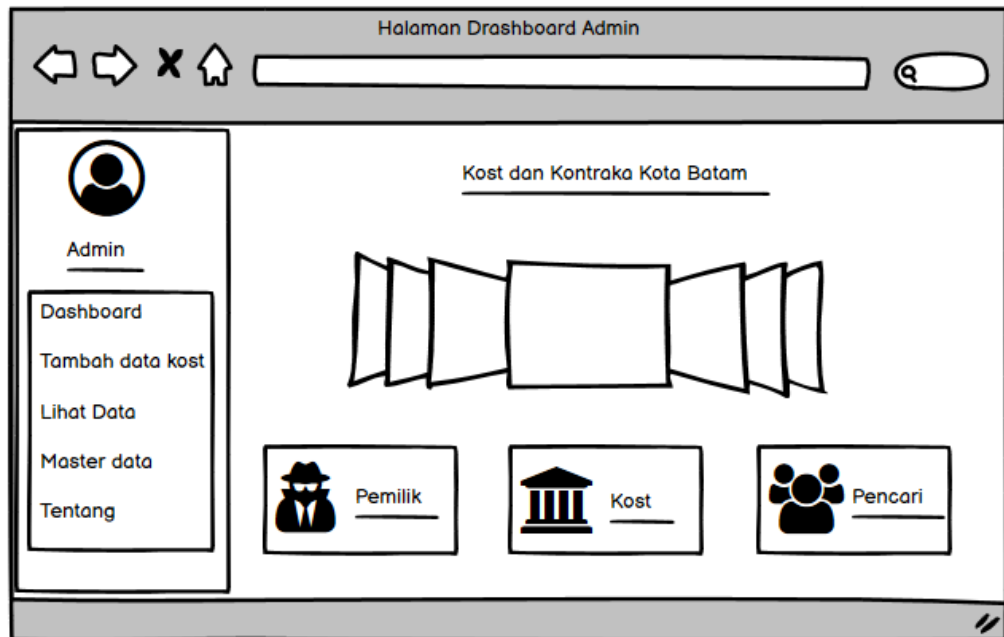 Halaman Drashboard Admin
Kost dan Kontraka Kota Batam
Admin
Dashboard
Tambah data kost
Lihat Data
Master data
Tentang
Pemilik
Kost
Pencari